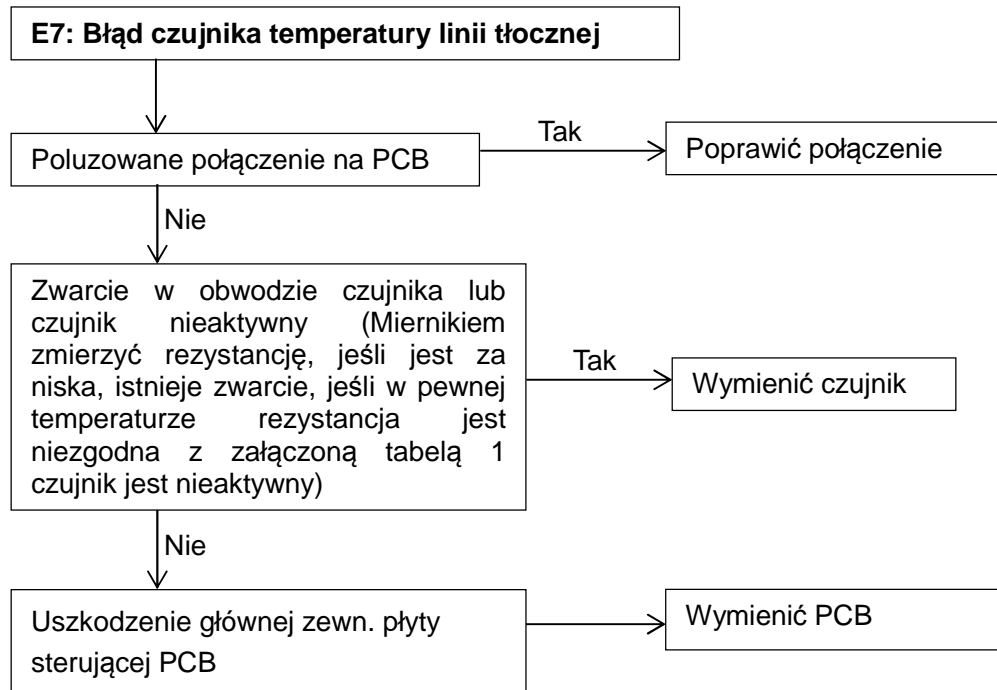 E7: Błąd czujnika temperatury linii tłocznej
Tak
Poluzowane połączenie na PCB
Poprawić połączenie
Nie
Zwarcie w obwodzie czujnika lub
czujnik nieaktywny (Miernikiem
zmierzyć rezystancję, jeśli jest za
niska, istnieje zwarcie, jeśli w pewnej
temperaturze rezystancja jest
niezgodna z załączoną tabelą 1
czujnik jest nieaktywny)
Tak
Wymienić czujnik
Nie
Uszkodzenie głównej zewn. płyty
sterującej PCB
Wymienić PCB